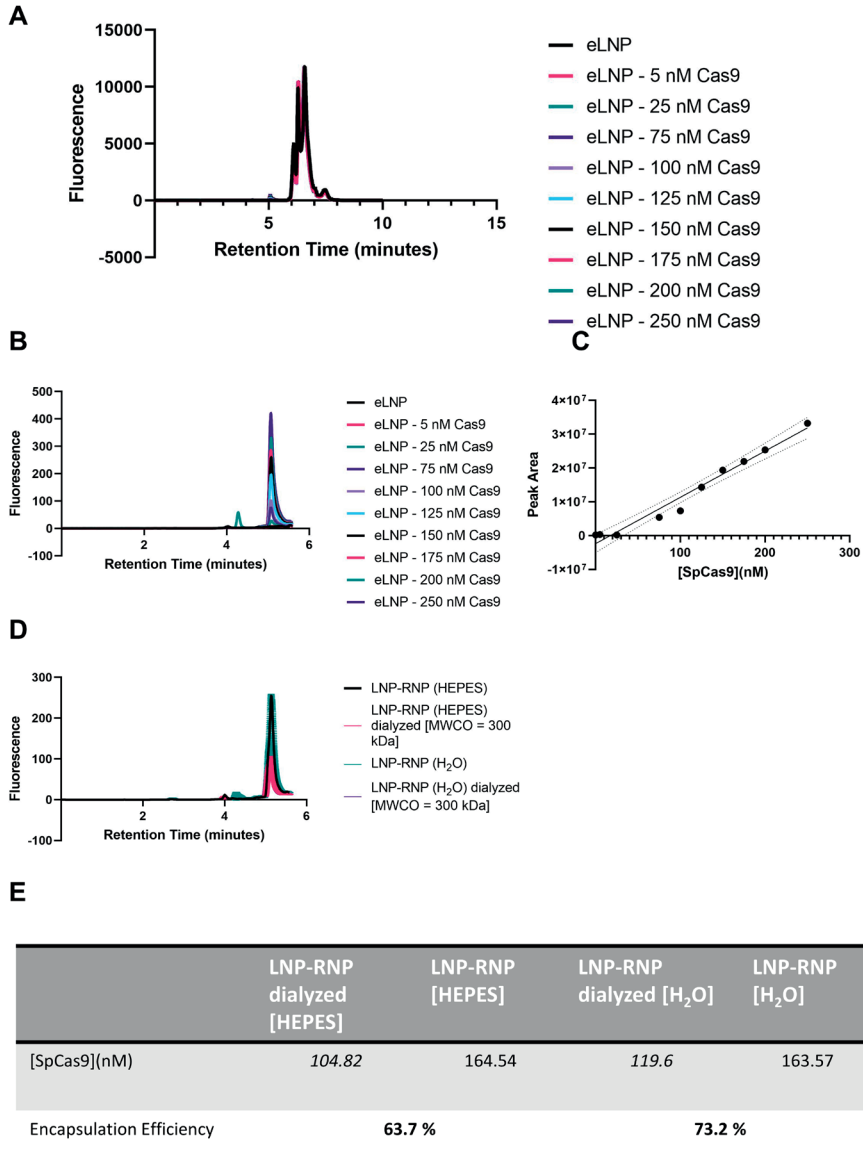 A
15000
10000
5000
0
-5000
Fluorescence
5
10
15
Retention Time (minutes)
eLNP
eLNP - 5 nM Cas9
eLNP - 25 nM Cas9
eLNP - 75 nM Cas9
eLNP - 100 nM Cas9
eLNP - 125 nM Cas9
eLNP - 150 nM Cas9
eLNP - 175 nM Cas9
eLNP - 200 nM Cas9
eLNP - 250 nM Cas9
B
500
400
300
200
100
0
-100
Fluorescence
2
4
6
Retention Time (minutes)
eLNP
eLNP - 5 nM Cas9
eLNP - 25 nM Cas9
eLNP - 75 nM Cas9
eLNP - 100 nM Cas9
eLNP - 125 nM Cas9
eLNP - 150 nM Cas9
eLNP - 175 nM Cas9
eLNP - 200 nM Cas9
eLNP - 250 nM Cas9
C
4×10⁷
3×10⁷
2×10⁷
1×10⁷
0
-1×10⁷
Peak Area
100
200
300
[SpCas9](nM)
D
300
200
100
0
-100
Fluorescence
2
4
6
Retention Time (minutes)
LNP-RNP (HEPES)
LNP-RNP (HEPES)
dialyzed [MWCO = 300
kDa]
LNP-RNP (H₂O)
LNP-RNP (H₂O) dialyzed
[MWCO = 300 kDa]
E
LNP-RNP
dialyzed
[HEPES]
LNP-RNP
[HEPES]
LNP-RNP
dialyzed [H₂O]
LNP-RNP
[H₂O]
[SpCas9](nM) 104.82 164.54 119.6 163.57
Encapsulation Efficiency 63.7 % 73.2 %